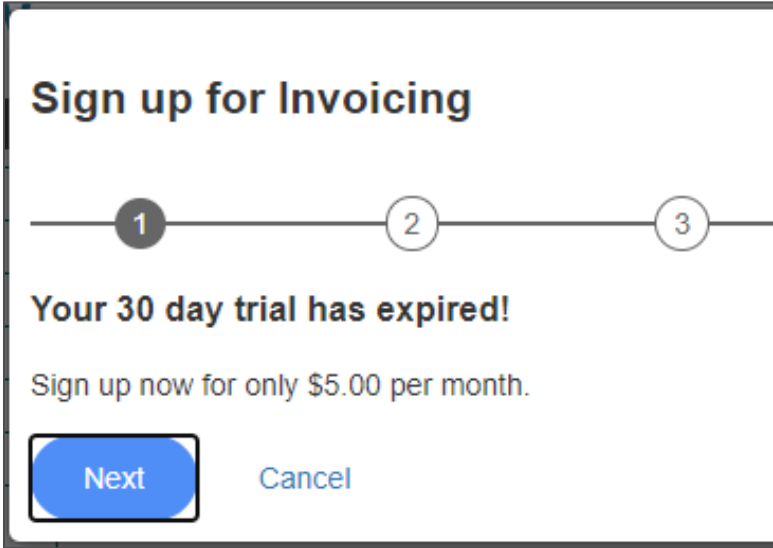 Sign up for Invoicing
1 2 3
Your 30 day trial has expired!
Sign up now for only $5.00 per month.
Next Cancel